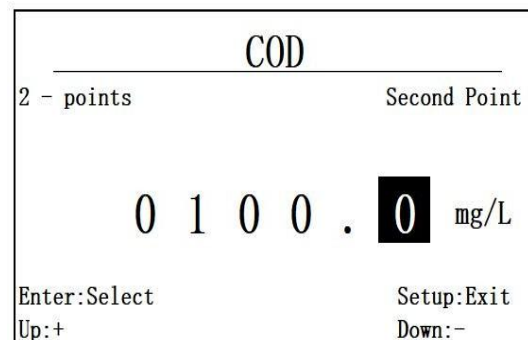 COD
2 - points Second Point
0 1 0 0 . 0 mg/L
Enter:Select Setup:Exit
Up:+ Down:-